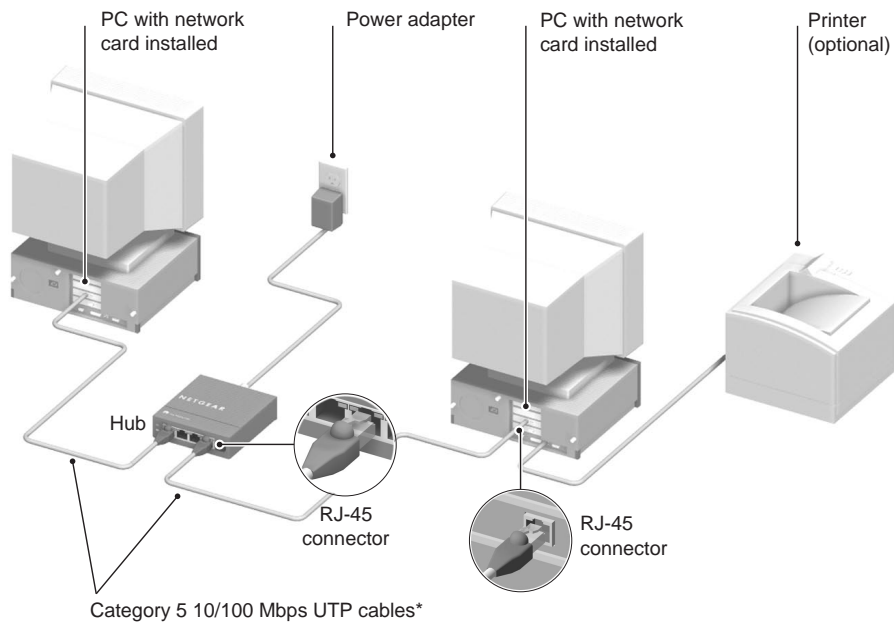 PC with network
card installed
Power adapter
PC with network
card installed
Printer
(optional)
NETGEAR
Hub
RJ-45
connector
RJ-45
connector
Category 5 10/100 Mbps UTP cables*